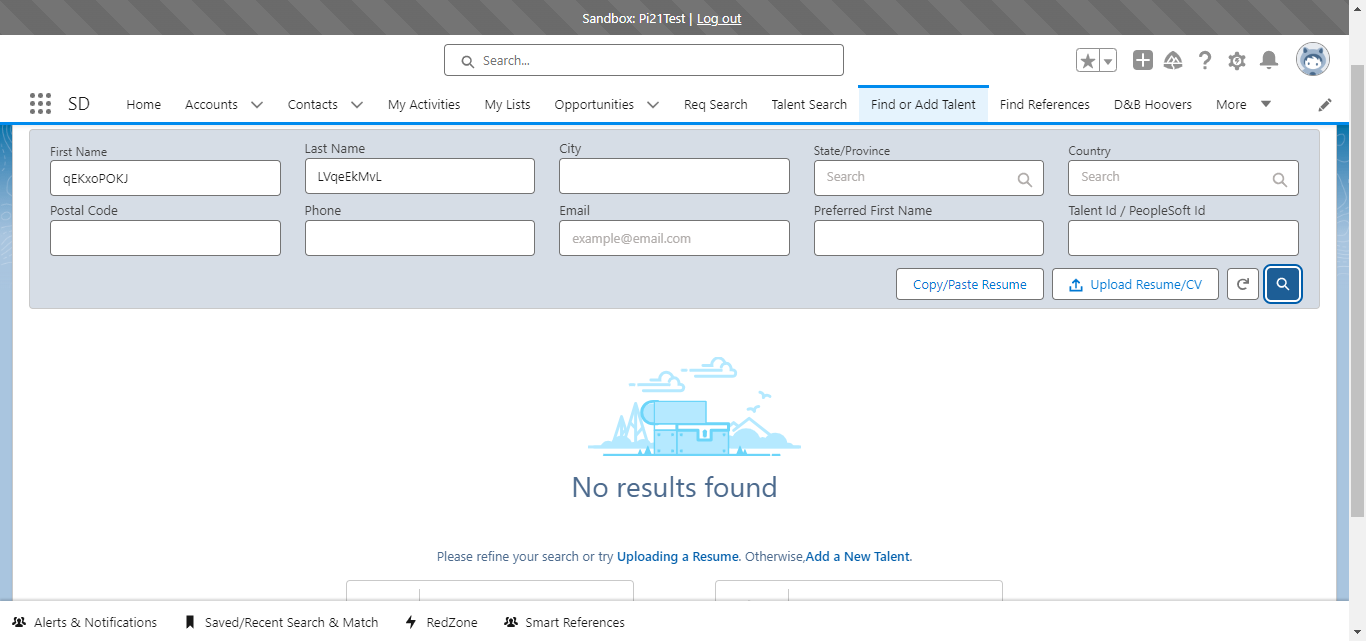 Sandbox: Pi21Test | Log out
Search...
SD Home Accounts Contacts My Activities My Lists Opportunities Req Search Talent Search Find or Add Talent Find References D&B Hoovers More
First Name Last Name City State/Province Country
qEKxoPOKJ LVqeEkMvL Search Search
Postal Code Phone Email Preferred First Name Talent Id / PeopleSoft Id
example@email.com
Copy/Paste Resume Upload Resume/CV
No results found
Please refine your search or try Uploading a Resume. Otherwise,Add a New Talent.
Alerts & Notifications Saved/Recent Search & Match RedZone Smart References